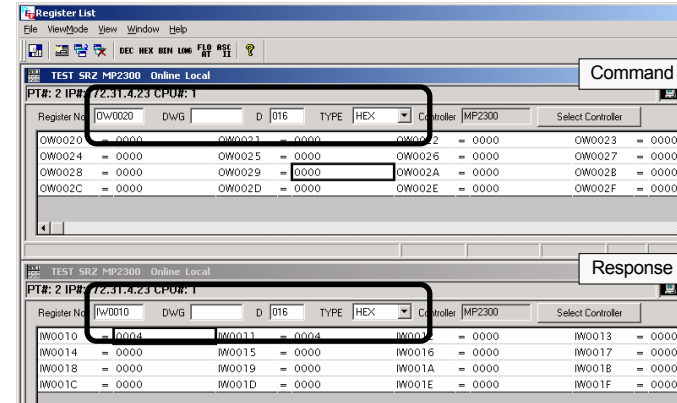 Register List
File ViewMode View Window Help
DEC HEX BIN LONG FLOAT ASCII
TEST SRZ MP2300 Online Local
Command
PT#: 2 IP#: 172.31.4.23 CPU#: 1
Register No OW0020 DWG D 016 TYPE HEX Controller MP2300 Select Controller
OW0020 = 0000 OW0021 = 0000 OW0022 = 0000 OW0023 = 0000
OW0024 = 0000 OW0025 = 0000 OW0026 = 0000 OW0027 = 0000
OW0028 = 0000 OW0029 = 0000 OW002A = 0000 OW002B = 0000
OW002C = 0000 OW002D = 0000 OW002E = 0000 OW002F = 0000
TEST SRZ MP2300 Online Local
Response
PT#: 2 IP#: 172.31.4.23 CPU#: 1
Register No IW0010 DWG D 016 TYPE HEX Controller MP2300 Select Controller
IW0010 = 0004 IW0011 = 0004 IW0012 = 0000 IW0013 = 0000
IW0014 = 0000 IW0015 = 0000 IW0016 = 0000 IW0017 = 0000
IW0018 = 0000 IW0019 = 0000 IW001A = 0000 IW001B = 0000
IW001C = 0000 IW001D = 0000 IW001E = 0000 IW001F = 0000